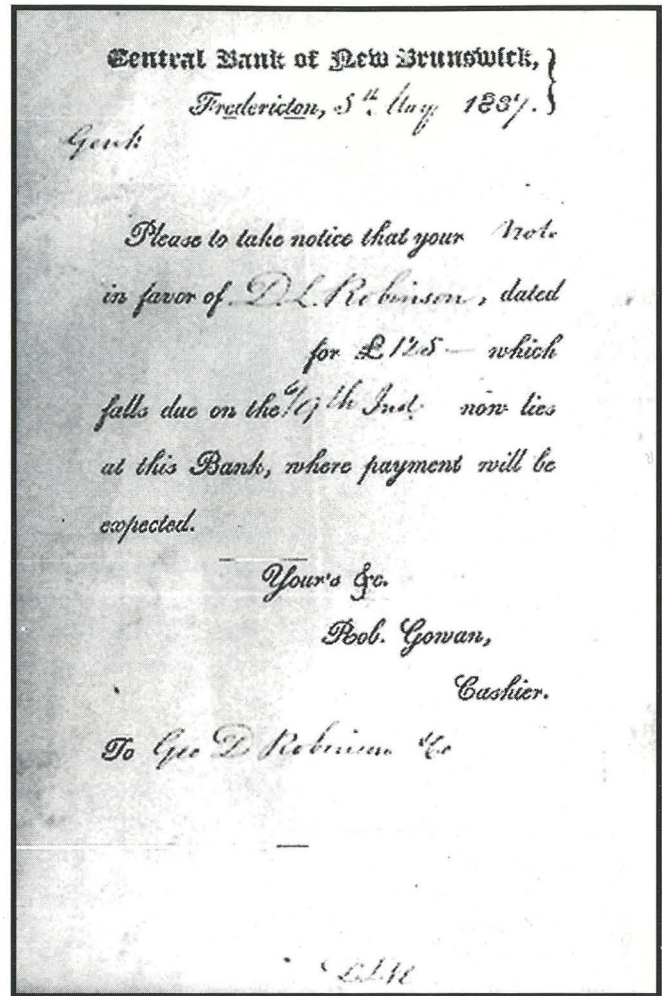 Central Bank of New Brunswick,
Fredericton, 5th May 1837.
Gent
Please to take notice that your Note
in favor of D. L. Robinson, dated
for £125 — which
falls due on the 6/9th Inst. now lies
at this Bank, where payment will be
expected.
Your's &c.
Rob. Gowan,
Cashier.
To Geo D Robinson &Co